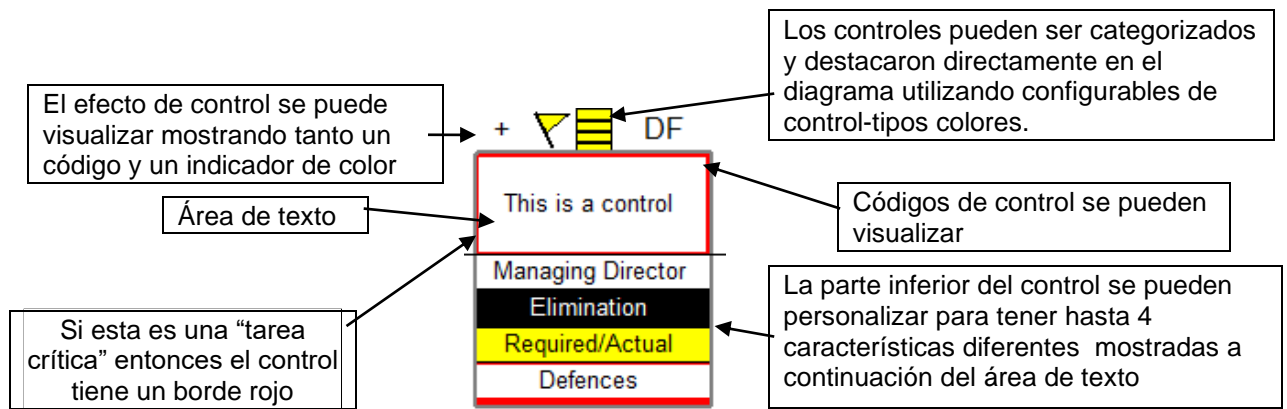 Los controles pueden ser categorizados
y destacaron directamente en el
diagrama utilizando configurables de
control-tipos colores.
El efecto de control se puede
visualizar mostrando tanto un
código y un indicador de color
+ DF
This is a control
Área de texto
Códigos de control se pueden
visualizar
Managing Director
Elimination
Required/Actual
Defences
Si esta es una “tarea
crítica” entonces el control
tiene un borde rojo
La parte inferior del control se pueden
personalizar para tener hasta 4
características diferentes mostradas a
continuación del área de texto